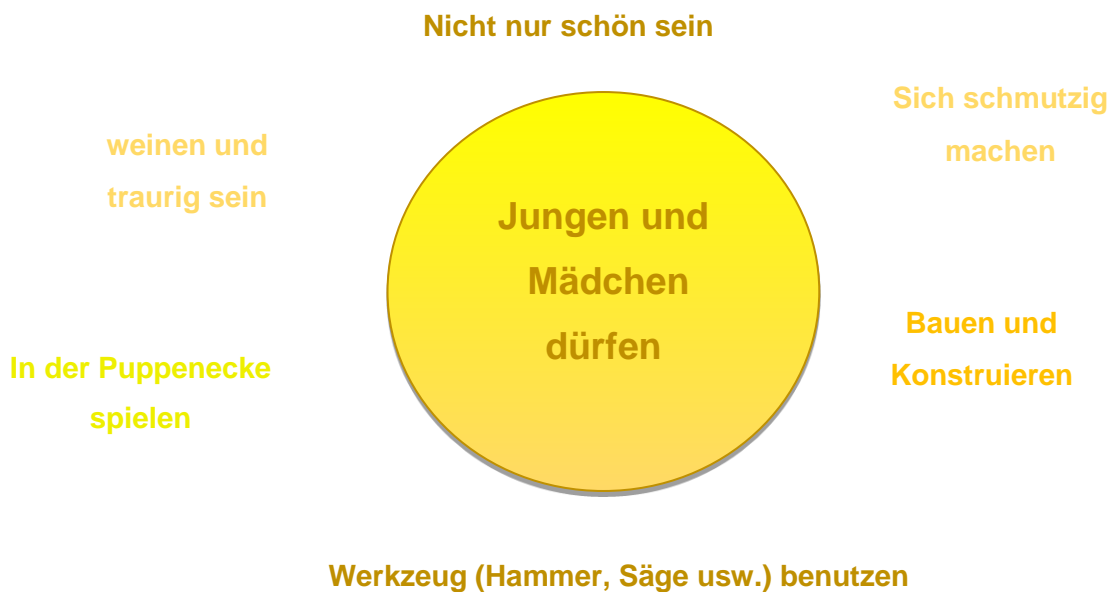 Nicht nur schön sein
Sich schmutzig
machen
weinen und
traurig sein
Jungen und
Mädchen
dürfen
Bauen und
Konstruieren
In der Puppenecke
spielen
Werkzeug (Hammer, Säge usw.) benutzen